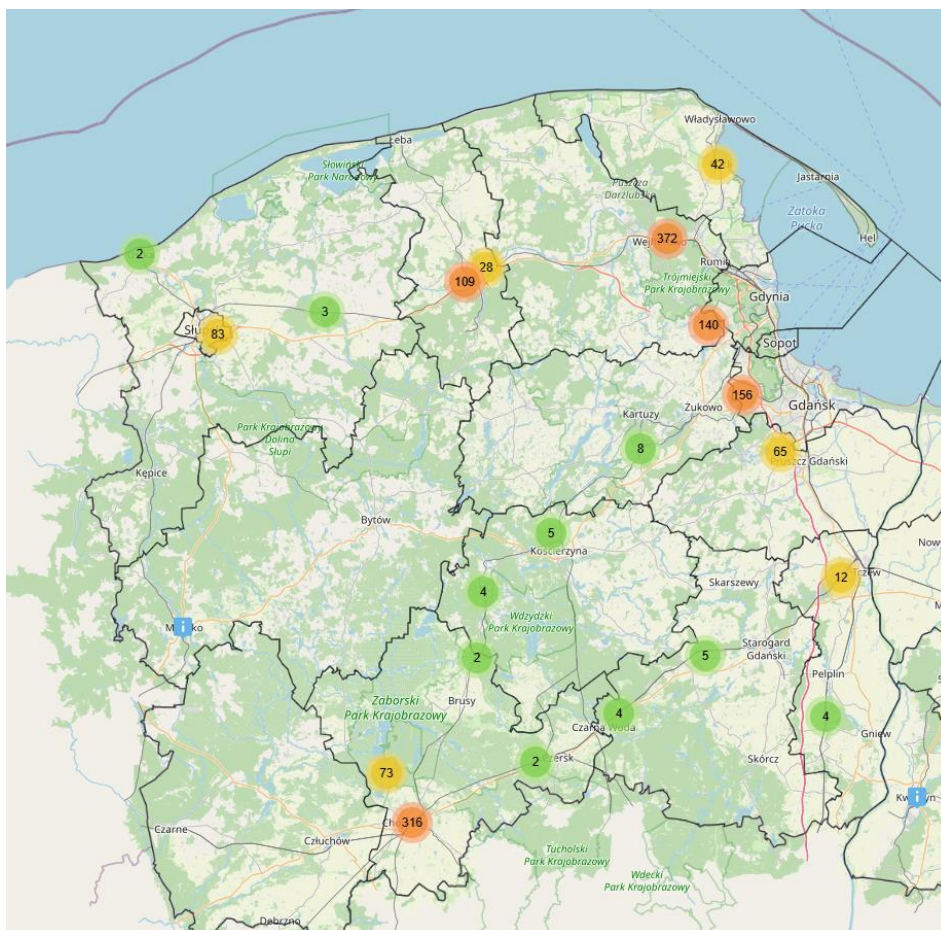 Władysławowo
Łeba
42
Słowiński
Park Narodowy
Jastarnia
Puszcza
Darżlubska
Zatoka
Pucka
Hel
2
372
28
109
Rumia
Trójmiejski
Park Krajobrazowy
Gdynia
3
140
83
Sopot
156
Żukowo
Gdańsk
Kartuzy
Park Krajobrazowy
Dolina
Słupi
8
65
Pruszcz Gdański
Kępice
Bytów
5
Kościerzyna
12
Tczew
Skarszewy
4
Wdzydzki
Park Krajobrazowy
i
Starogard
Gdański
5
2
Pelplin
Zaborski
Park Krajobrazowy
Brusy
4
Czarna Woda
4
Gniew
2
Skórcz
73
i
316
Czarne
Człuchów
Tucholski
Park Krajobrazowy
Wdecki
Park Krajobrazowy
Debrzno